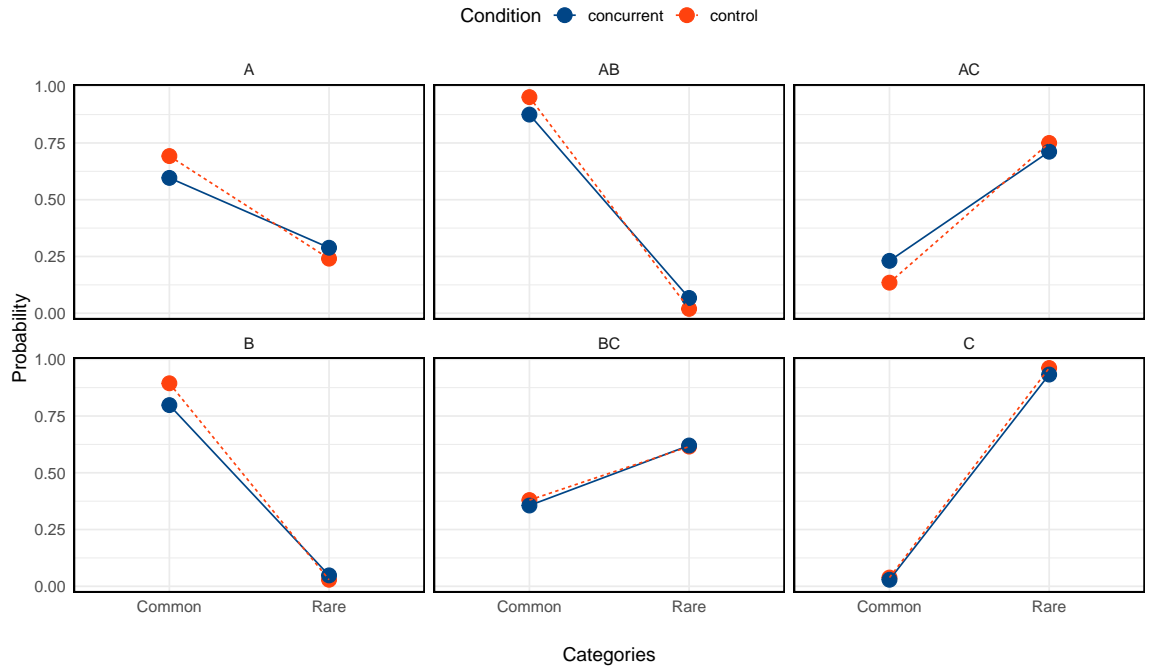 Condition concurrent control
A AB AC
1.00
0.75
0.50
0.25
0.00
B BC C
1.00
0.75
0.50
0.25
0.00
Probability
Common Rare Common Rare Common Rare
Categories